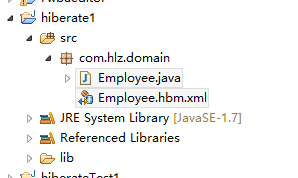 hiberate1
src
com.hlz.domain
Employee.java
Employee.hbm.xml
JRE System Library [JavaSE-1.7]
Referenced Libraries
lib